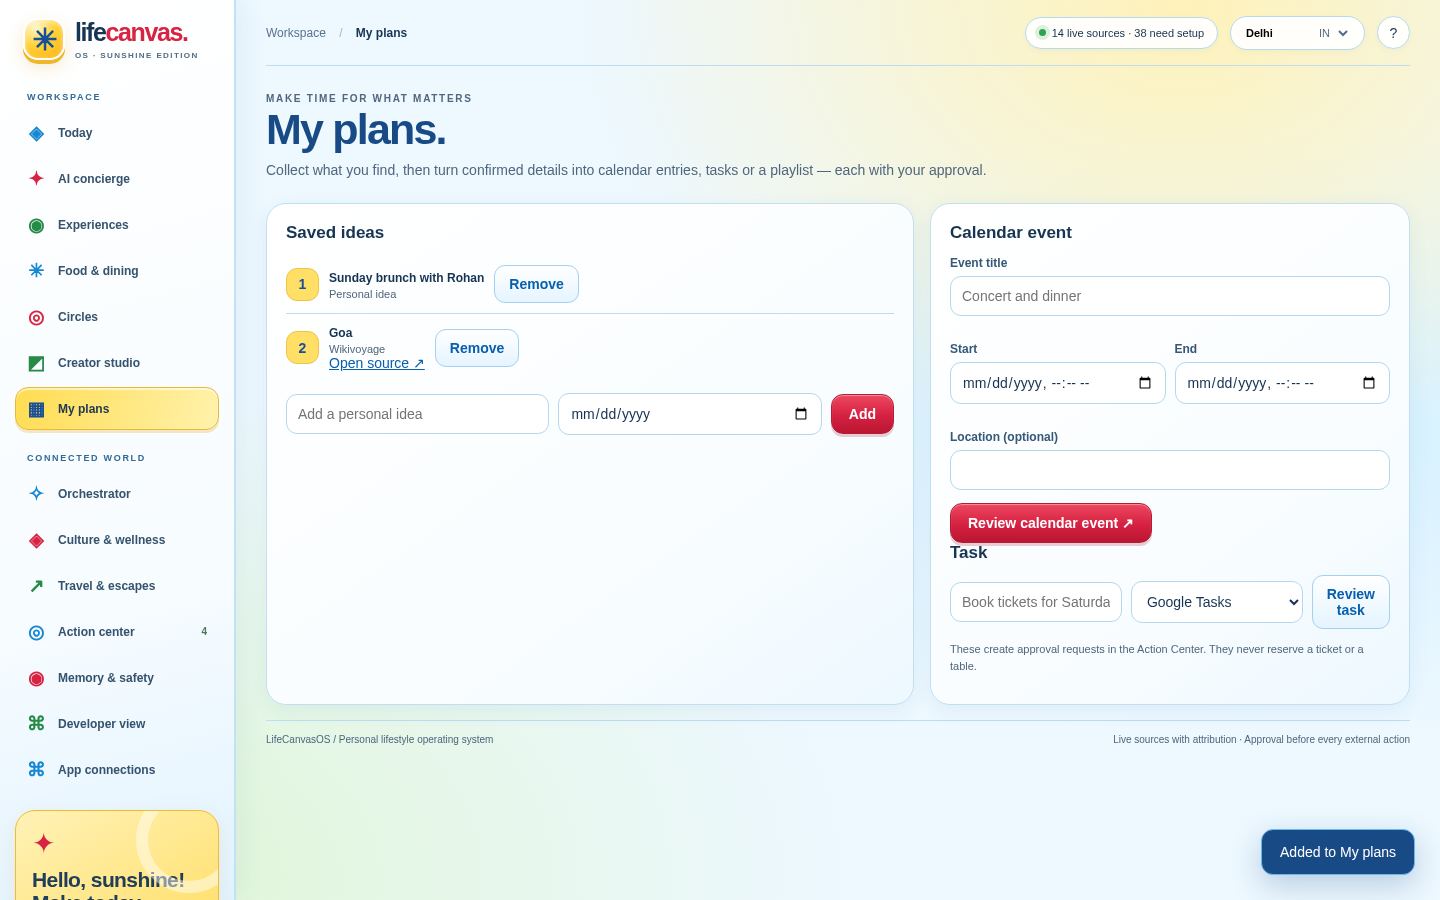 lifecanvas.
OS · SUNSHINE EDITION
WORKSPACE
Today
AI concierge
Experiences
Food & dining
Circles
Creator studio
My plans
CONNECTED WORLD
Orchestrator
Culture & wellness
Travel & escapes
Action center 4
Memory & safety
Developer view
App connections
Hello, sunshine!
Workspace / My plans
14 live sources · 38 need setup
Delhi IN
?
MAKE TIME FOR WHAT MATTERS
My plans.
Collect what you find, then turn confirmed details into calendar entries, tasks or a playlist — each with your approval.
Saved ideas
1 Sunday brunch with Rohan
Personal idea
Remove
2 Goa
Wikivoyage
Open source ↗
Remove
Add a personal idea
mm/dd/yyyy
Add
Calendar event
Event title
Concert and dinner
Start End
mm/dd/yyyy, --:-- -- mm/dd/yyyy, --:-- --
Location (optional)
Review calendar event ↗
Task
Book tickets for Saturda
Google Tasks
Review
task
These create approval requests in the Action Center. They never reserve a ticket or a
table.
LifeCanvasOS / Personal lifestyle operating system
Live sources with attribution · Approval before every external action
Added to My plans